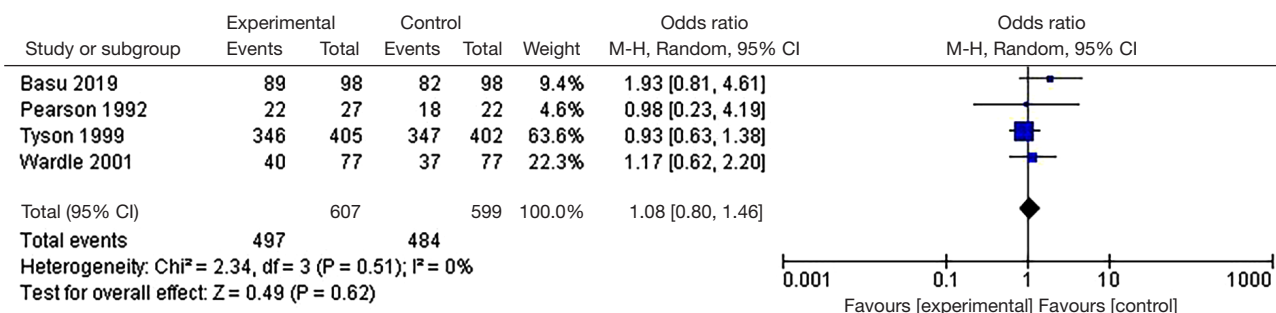 Experimental Control Odds ratio Odds ratio
Study or subgroup Events Total Events Total Weight M-H, Random, 95% CI M-H, Random, 95% CI
Basu 2019 89 98 82 98 9.4% 1.93 [0.81, 4.61]
Pearson 1992 22 27 18 22 4.6% 0.98 [0.23, 4.19]
Tyson 1999 346 405 347 402 63.6% 0.93 [0.63, 1.38]
Wardle 2001 40 77 37 77 22.3% 1.17 [0.62, 2.20]
Total (95% CI) 607 599 100.0% 1.08 [0.80, 1.46]
Total events 497 484
Heterogeneity: Chi² = 2.34, df = 3 (P = 0.51); I² = 0%
Test for overall effect: Z = 0.49 (P = 0.62)
0.001 0.1 1 10 1000
Favours [experimental] Favours [control]